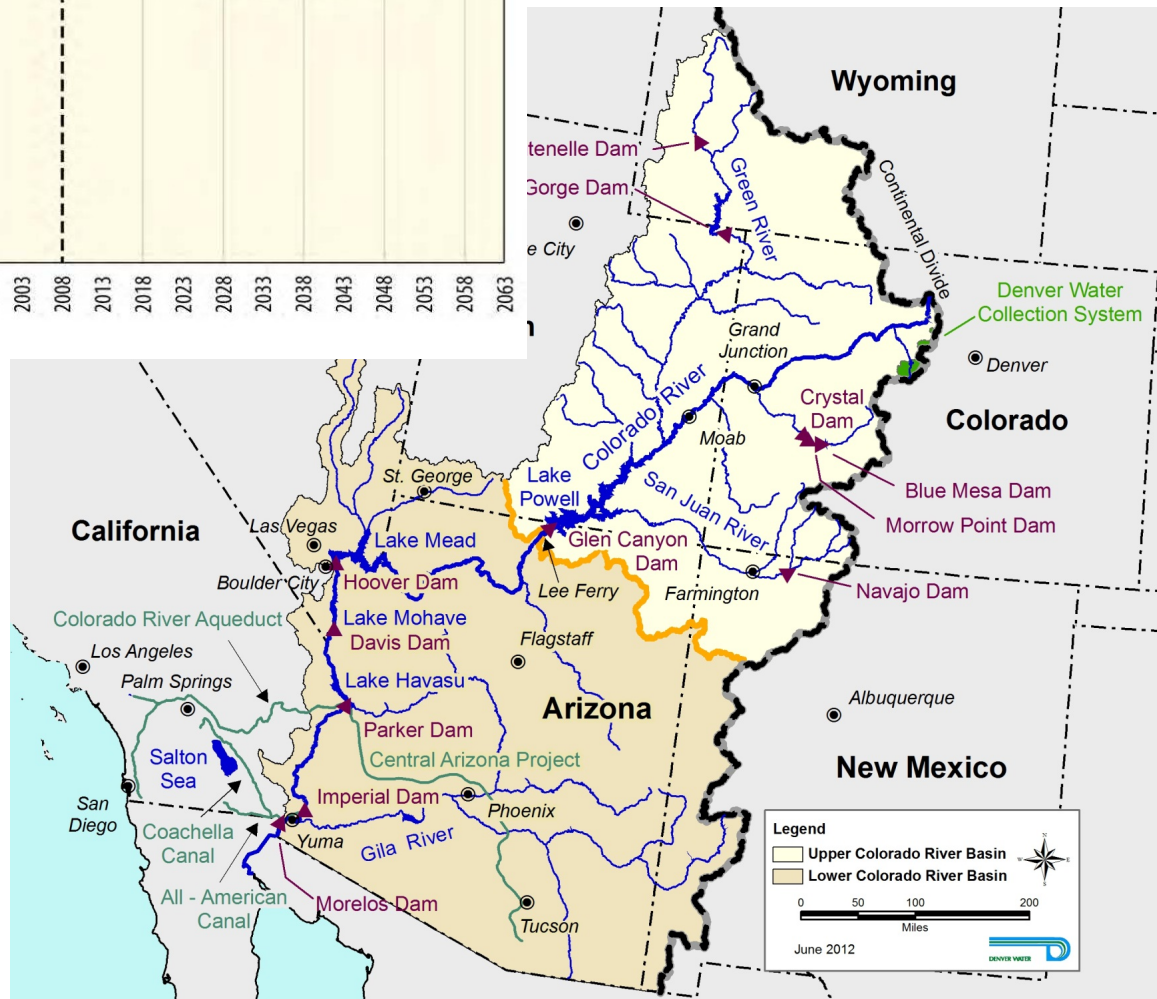 2003
2008
2013
2018
2023
2028
2033
2038
2043
2048
2053
2058
2063
Wyoming
tenelle Dam
Gorge Dam
Green River
Continental Divide
e City
n
Denver Water
Collection System
Grand
Junction
Denver
Colorado River
Moab
Crystal
Dam
Colorado
St. George
Lake
Powell
San Juan River
Blue Mesa Dam
Morrow Point Dam
California
Las Vegas
Lake Mead
Glen Canyon
Dam
Boulder City
Hoover Dam
Lee Ferry
Farmington
Navajo Dam
Colorado River Aqueduct
Lake Mohave
Davis Dam
Flagstaff
Los Angeles
Palm Springs
Lake Havasu
Arizona
Albuquerque
Parker Dam
Salton
Sea
Central Arizona Project
New Mexico
San
Diego
Imperial Dam
Phoenix
Coachella
Canal
Yuma
Gila River
All - American
Canal
Morelos Dam
Tucson
Legend
Upper Colorado River Basin
Lower Colorado River Basin
N
W
E
S
0 50 100 200
Miles
June 2012
DENVER WATER